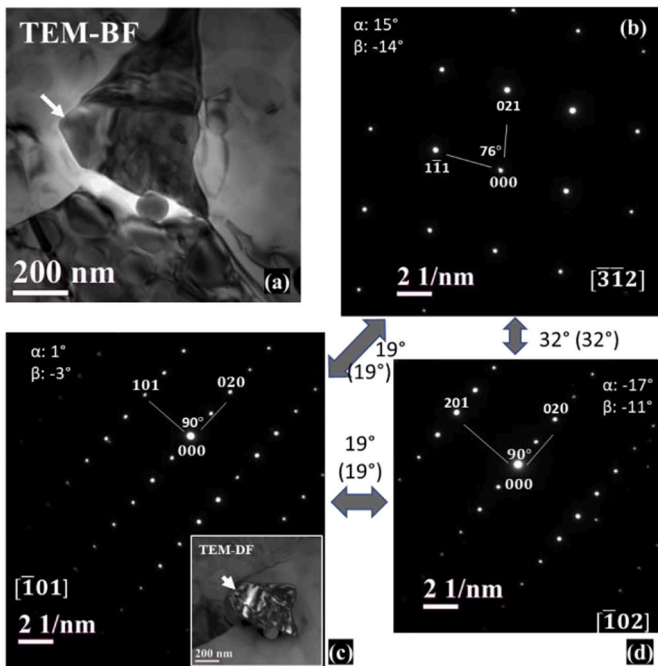 TEM-BF
200 nm
(a)
α: 15°
β: -14°
(b)
021
76°
11̅1
000
2 1/nm
[3̅1̅2]
19°
(19°)
32° (32°)
α: 1°
β: -3°
101
020
90°
000
[1̅01]
2 1/nm
TEM-DF
200 nm
(c)
19°
(19°)
α: -17°
β: -11°
201
020
90°
000
2 1/nm
[1̅02]
(d)